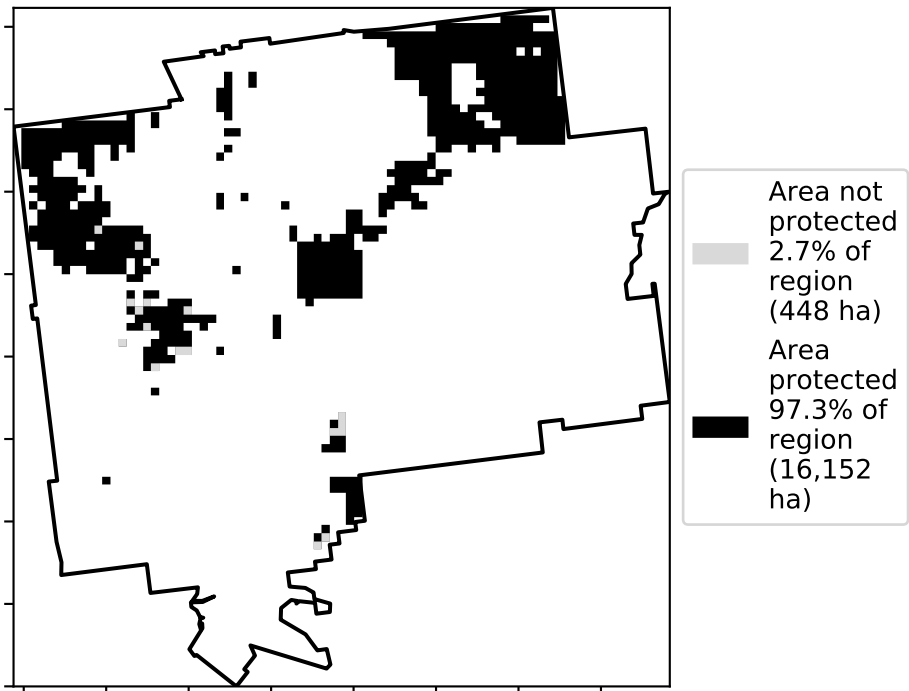 Area not
protected
2.7% of
region
(448 ha)
Area
protected
97.3% of
region
(16,152
ha)